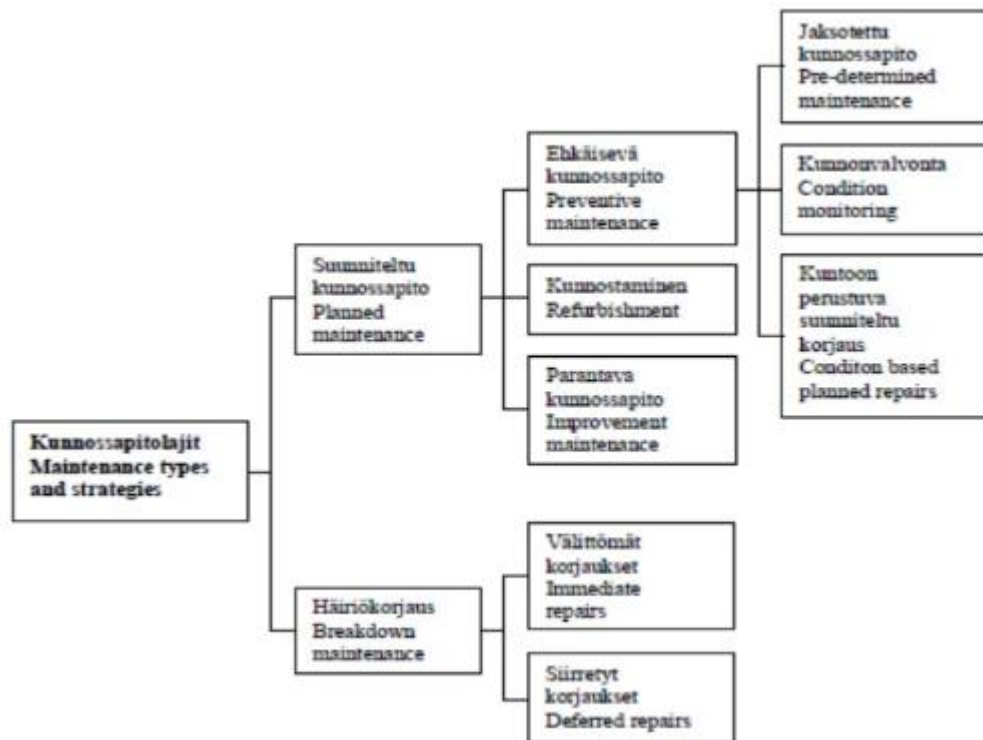 Jaksotettu
kunnossapito
Pre-determined
maintenance
Ehkäisevä
kunnossapito
Preventive
maintenance
Kunnonvalvonta
Condition
monitoring
Suunniteltu
kunnossapito
Planned
maintenance
Kunnostaminen
Refurbishment
Kuntoon
perustuva
suunniteltu
korjaus
Conditon based
planned repairs
Parantava
kunnossapito
Improvement
maintenance
Kunnossapitolajit
Maintenance types
and strategies
Välittömät
korjaukset
Immediate
repairs
Häiriökorjaus
Breakdown
maintenance
Siirretyt
korjaukset
Deferred repairs